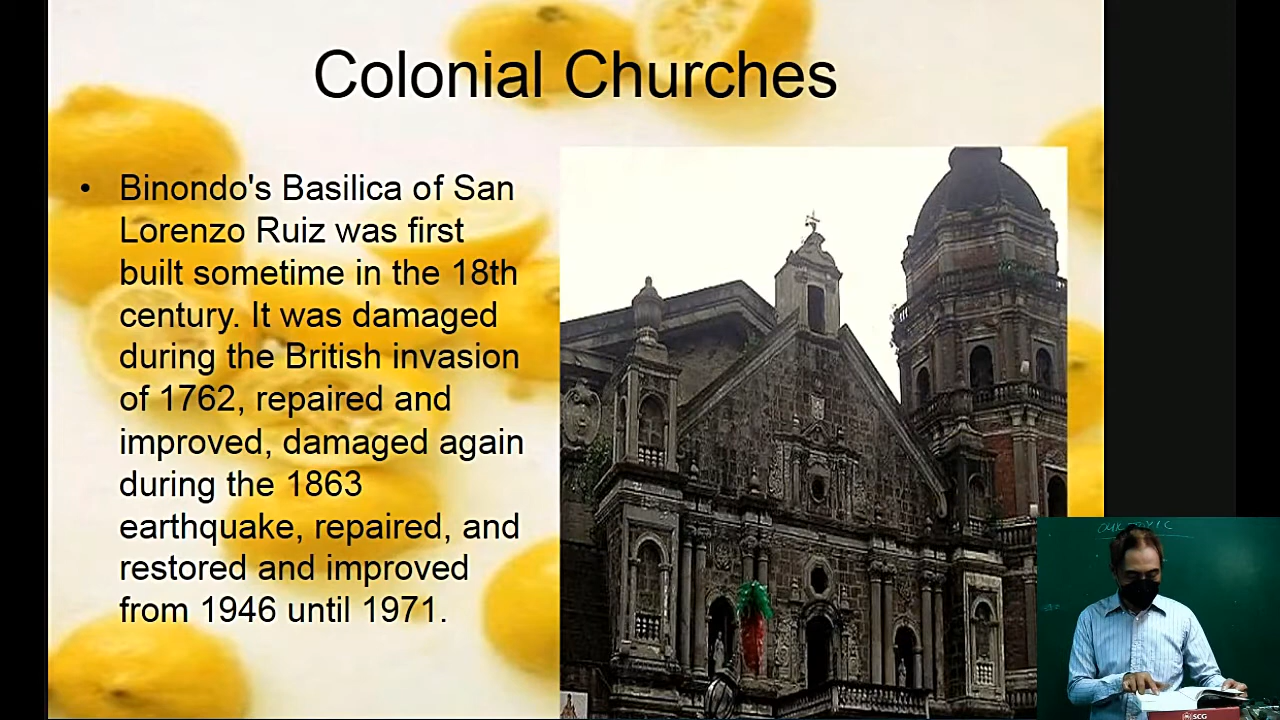 Colonial Churches
• Binondo's Basilica of San
Lorenzo Ruiz was first
built sometime in the 18th
century. It was damaged
during the British invasion
of 1762, repaired and
improved, damaged again
during the 1863
earthquake, repaired, and
restored and improved
from 1946 until 1971.
SCG